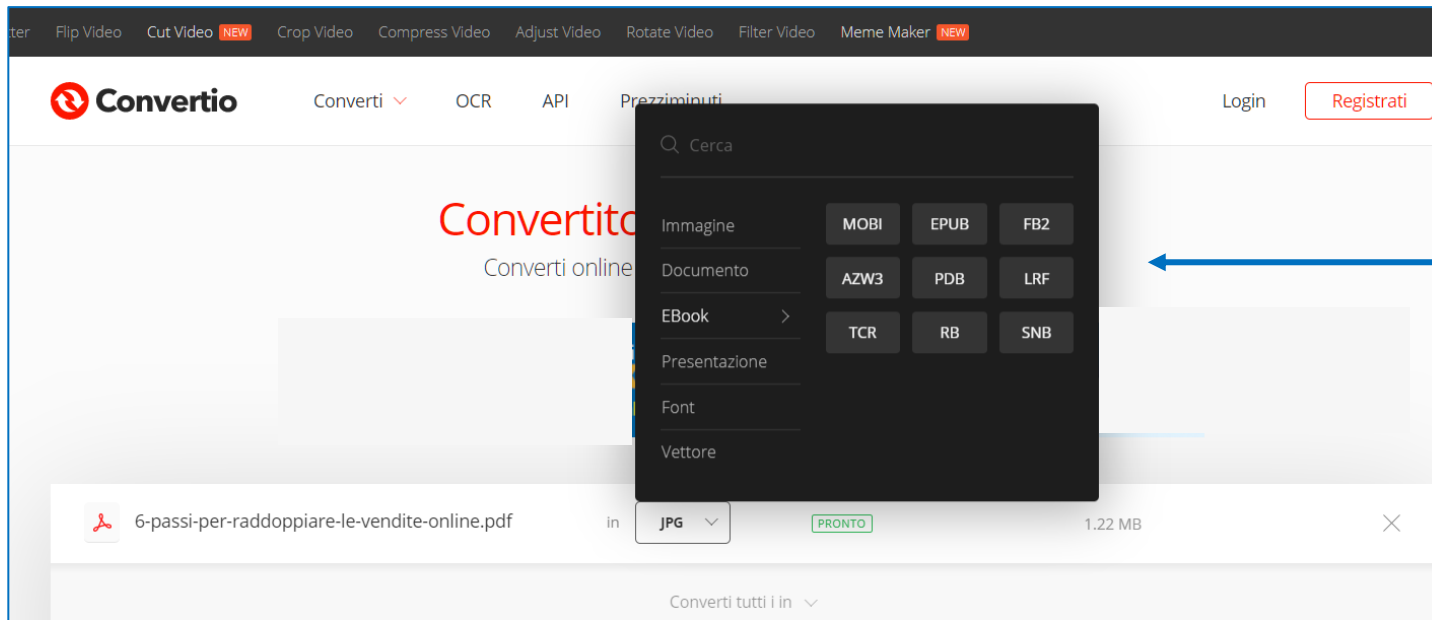 ter Flip Video Cut Video NEW Crop Video Compress Video Adjust Video Rotate Video Filter Video Meme Maker NEW
Convertio Converti OCR API Prezziminuti Login Registrati
Cerca
Convertito
Converti online
Immagine MOBI EPUB FB2
Documento AZW3 PDB LRF
EBook TCR RB SNB
Presentazione
Font
Vettore
6-passi-per-raddoppiare-le-vendite-online.pdf in JPG PRONTO 1.22 MB
Converti tutti i in